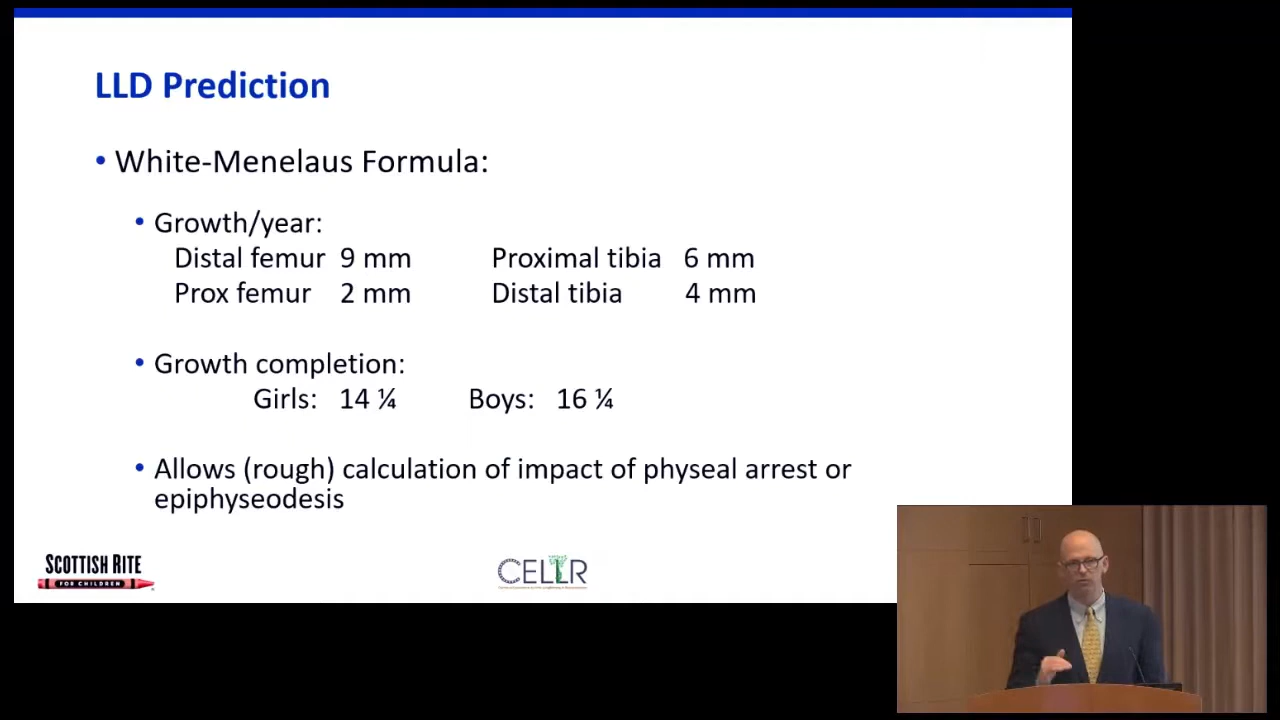 LLD Prediction
• White-Menelaus Formula:
• Growth/year:
Distal femur 9 mm Proximal tibia 6 mm
Prox femur 2 mm Distal tibia 4 mm
• Growth completion:
Girls: 14 ¼ Boys: 16 ¼
• Allows (rough) calculation of impact of physeal arrest or
epiphyseodesis
SCOTTISH RITE
FOR CHILDREN
CELLR